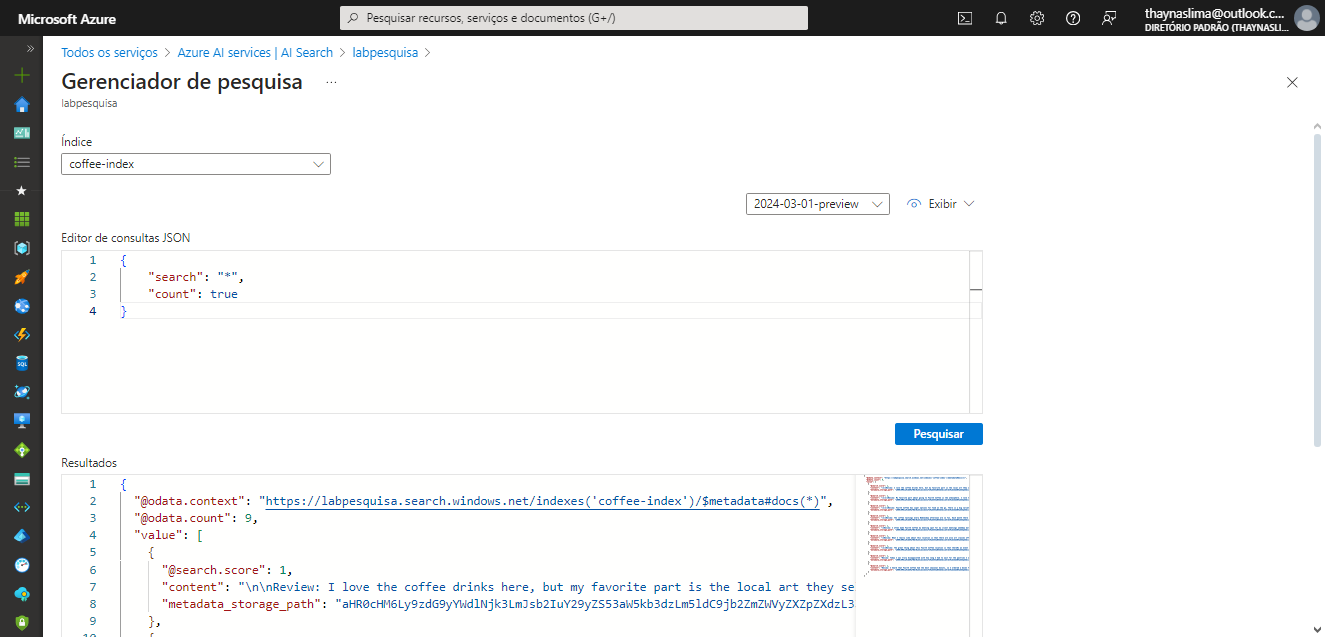 Microsoft Azure
Pesquisar recursos, serviços e documentos (G+/)
thaynaslima@outlook.c...
DIRETÓRIO PADRÃO (THAYNASLI...
Todos os serviços > Azure AI services | AI Search > labpesquisa >
Gerenciador de pesquisa ...
labpesquisa
Índice
coffee-index
2024-03-01-preview
Exibir
Editor de consultas JSON
1 {
2 "search": "*",
3 "count": true
4 }
Pesquisar
Resultados
1 {
2 "@odata.context": "https://labpesquisa.search.windows.net/indexes('coffee-index')/$metadata#docs(*)",
3 "@odata.count": 9,
4 "value": [
5 {
6 "@search.score": 1,
7 "content": "\n\nReview: I love the coffee drinks here, but my favorite part is the local art they se
8 "metadata_storage_path":
9 },
10 {